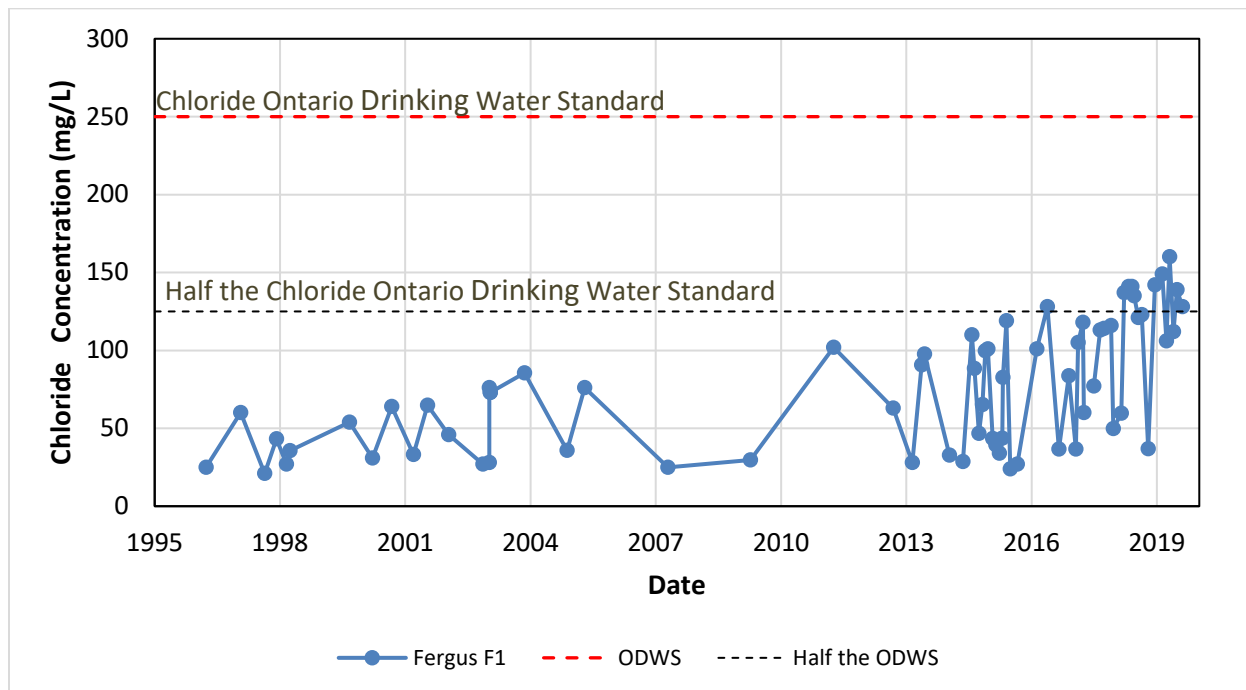 300
250
200
150
100
50
0
Chloride Concentration (mg/L)
Chloride Ontario Drinking Water Standard
Half the Chloride Ontario Drinking Water Standard
1995 1998 2001 2004 2007 2010 2013 2016 2019
Date
Fergus F1 ODWS Half the ODWS